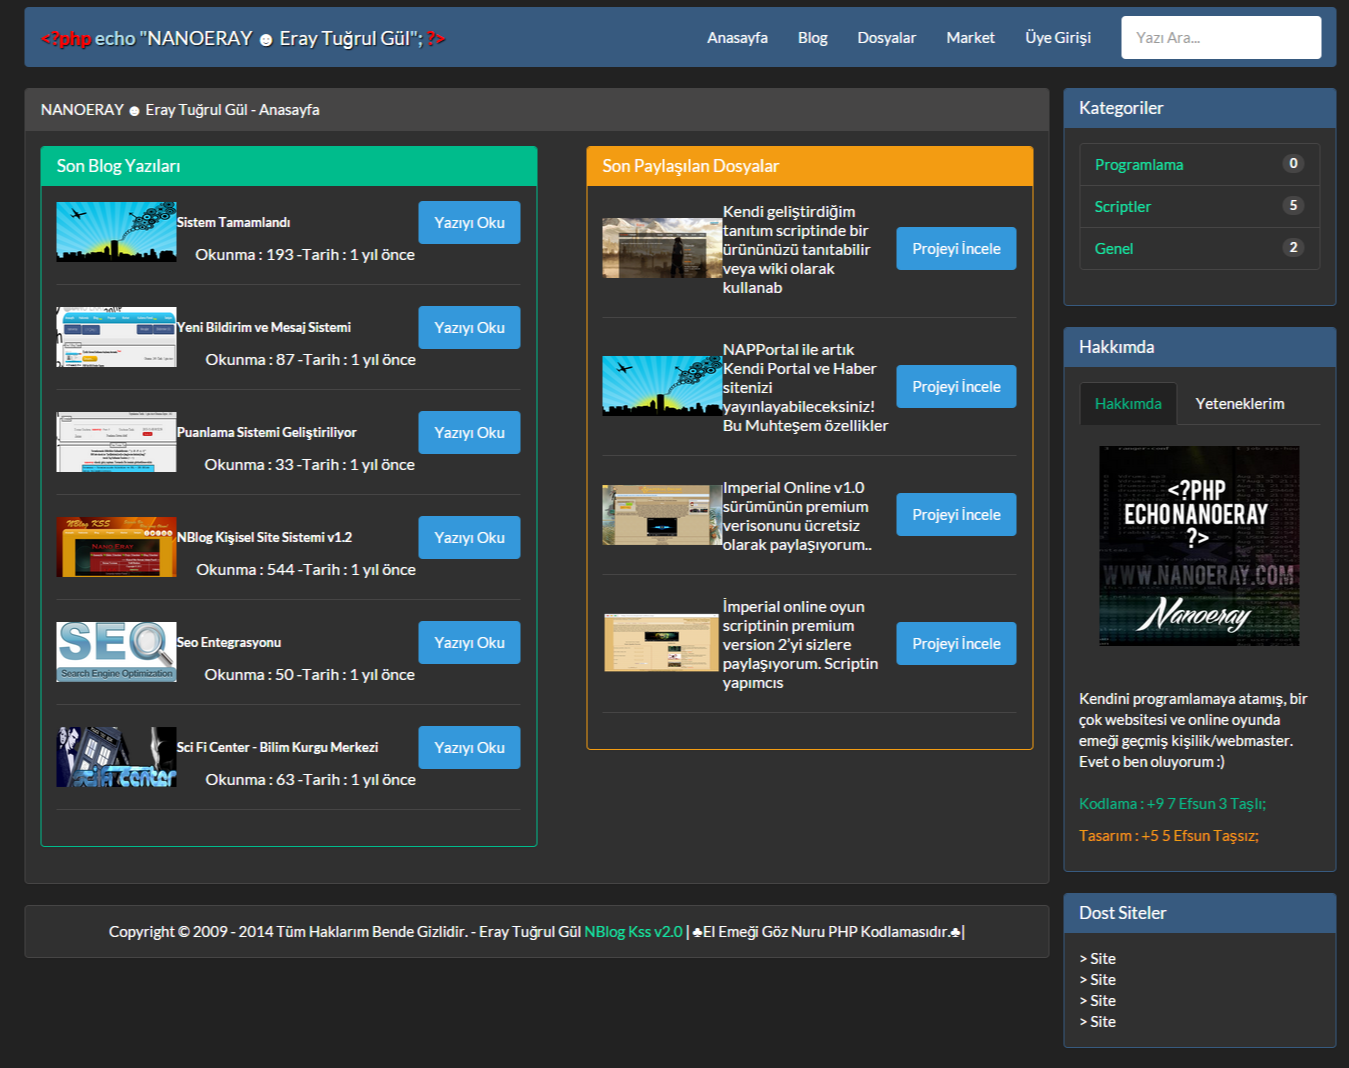 <?php echo "NANOERAY ☻ Eray Tuğrul Gül"; ?>
Anasayfa Blog Dosyalar Market Üye Girişi Yazı Ara...
NANOERAY ☻ Eray Tuğrul Gül - Anasayfa
Son Blog Yazıları
Sistem Tamamlandı
Yazıyı Oku
Okunma : 193 -Tarih : 1 yıl önce
Yeni Bildirim ve Mesaj Sistemi
Yazıyı Oku
Okunma : 87 -Tarih : 1 yıl önce
Puanlama Sistemi Geliştiriliyor
Yazıyı Oku
Okunma : 33 -Tarih : 1 yıl önce
NBlog KSS
NANO ERAY
NBlog Kişisel Site Sistemi v1.2
Yazıyı Oku
Okunma : 544 -Tarih : 1 yıl önce
SEO
Search Engine Optimization
Seo Entegrasyonu
Yazıyı Oku
Okunma : 50 -Tarih : 1 yıl önce
scifi center
Sci Fi Center - Bilim Kurgu Merkezi
Yazıyı Oku
Okunma : 63 -Tarih : 1 yıl önce
Son Paylaşılan Dosyalar
Kendi geliştirdiğim
tanıtım scriptinde bir
ürününüzü tanıtabilir
veya wiki olarak
kullanab
Projeyi İncele
NAPPortal ile artık
Kendi Portal ve Haber
sitenizi
yayınlayabileceksiniz!
Bu Muhteşem özellikler
Projeyi İncele
Imperial Online v1.0
sürümünün premium
verisonunu ücretsiz
olarak paylaşıyorum..
Projeyi İncele
İmperial online oyun
scriptinin premium
version 2'yi sizlere
paylaşıyorum. Scriptin
yapımcıs
Projeyi İncele
Kategoriler
Programlama 0
Scriptler 5
Genel 2
Hakkımda
Hakkımda Yeteneklerim
<?PHP
ECHO NANOERAY
?>
WWW.NANOERAY.COM
Nanoeray
Kendini programlamaya atamış, bir
çok websitesi ve online oyunda
emeği geçmiş kişilik/webmaster.
Evet o ben oluyorum :)
Kodlama : +9 7 Efsun 3 Taşlı;
Tasarım : +5 5 Efsun Taşsız;
Dost Siteler
> Site
> Site
> Site
> Site
Copyright © 2009 - 2014 Tüm Haklarım Bende Gizlidir. - Eray Tuğrul Gül NBlog Kss v2.0 | ♣El Emeği Göz Nuru PHP Kodlamasıdır.♣|